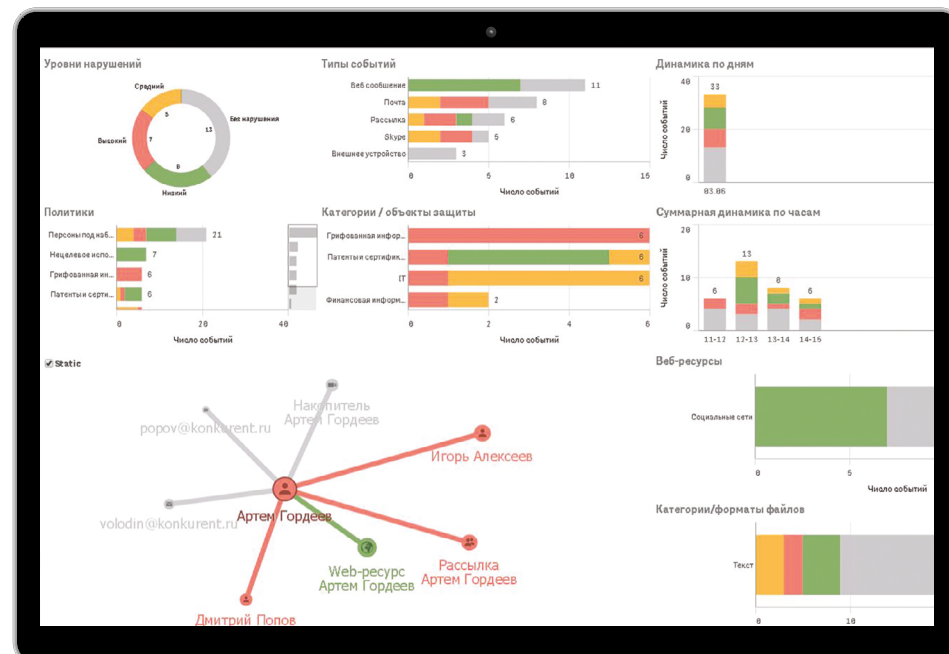 Уровни нарушений
Средний
5
Без нарушения
13
Высокий
7
8
Низкий
Типы событий
Веб сообщение
11
Почта
8
Рассылка
6
Skype
5
Внешнее устройство
3
0
5
10
15
Число событий
Динамика по дням
40
33
20
0
03.06
Число событий
Политики
Персоны под наб...
21
Нецелевое испо...
7
Грифованная ин...
6
Патенты и серти...
6
0
20
40
Число событий
Категории / объекты защиты
Грифованная инфор...
6
Патенты и сертифик...
6
IT
6
Финансовая информ...
2
0
2
4
6
Число событий
Суммарная динамика по часам
20
13
10
6
8
6
0
11-12
12-13
13-14
14-15
Число событий
Static
Накопитель
Артем Гордеев
popov@konkurent.ru
Игорь Алексеев
Артем Гордеев
volodin@konkurent.ru
Web-ресурс
Артем Гордеев
Рассылка
Артем Гордеев
Дмитрий Попов
Веб-ресурсы
Социальные сети
0
5
Число событий
Категории/форматы файлов
Текст
0
10